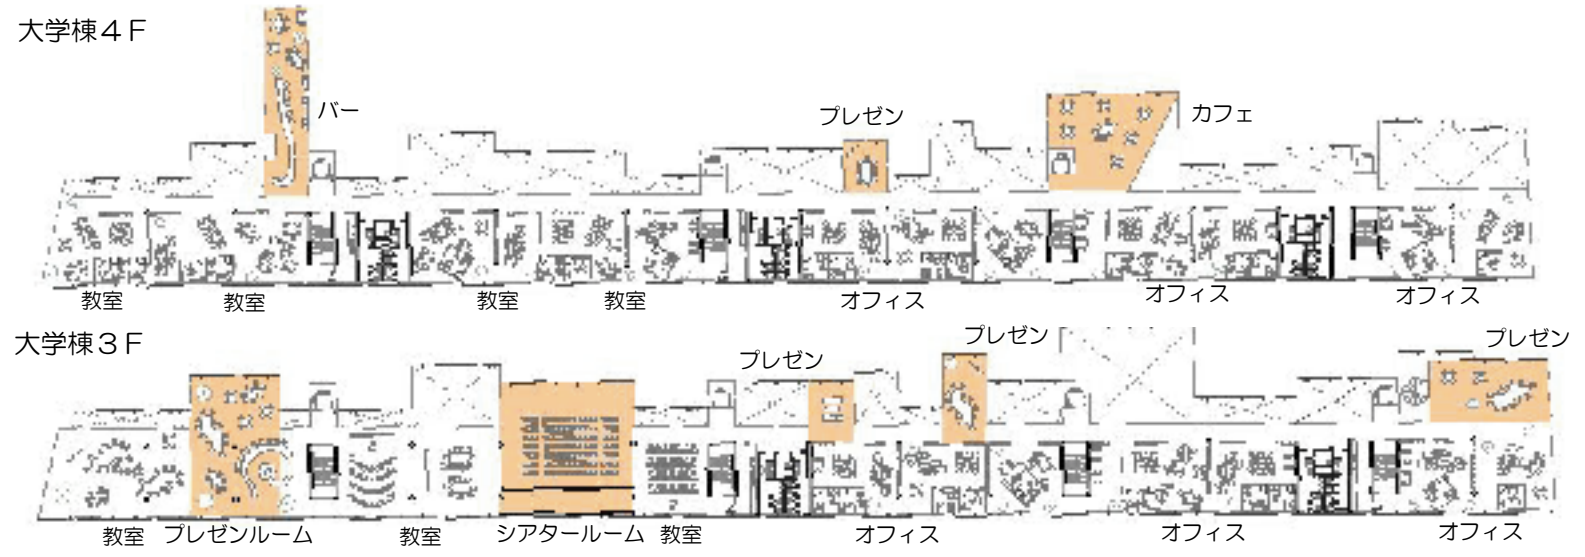 大学棟４Ｆ
バー
プレゼン
カフェ
教室
教室
教室
教室
オフィス
オフィス
オフィス
大学棟３Ｆ
プレゼン
プレゼン
プレゼン
教室
プレゼンルーム
教室
シアタールーム
教室
オフィス
オフィス
オフィス